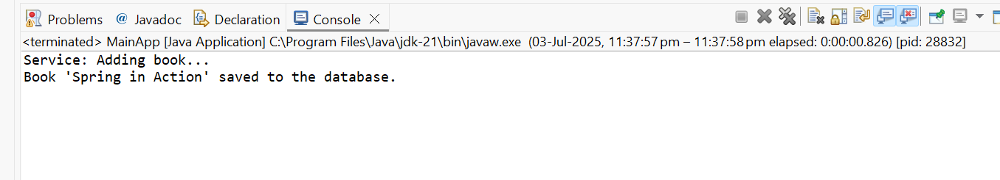 Problems @ Javadoc Declaration Console
<terminated> MainApp [Java Application] C:\Program Files\Java\jdk-21\bin\javaw.exe (03-Jul-2025, 11:37:57 pm – 11:37:58 pm elapsed: 0:00:00.826) [pid: 28832]
Service: Adding book...
Book 'Spring in Action' saved to the database.